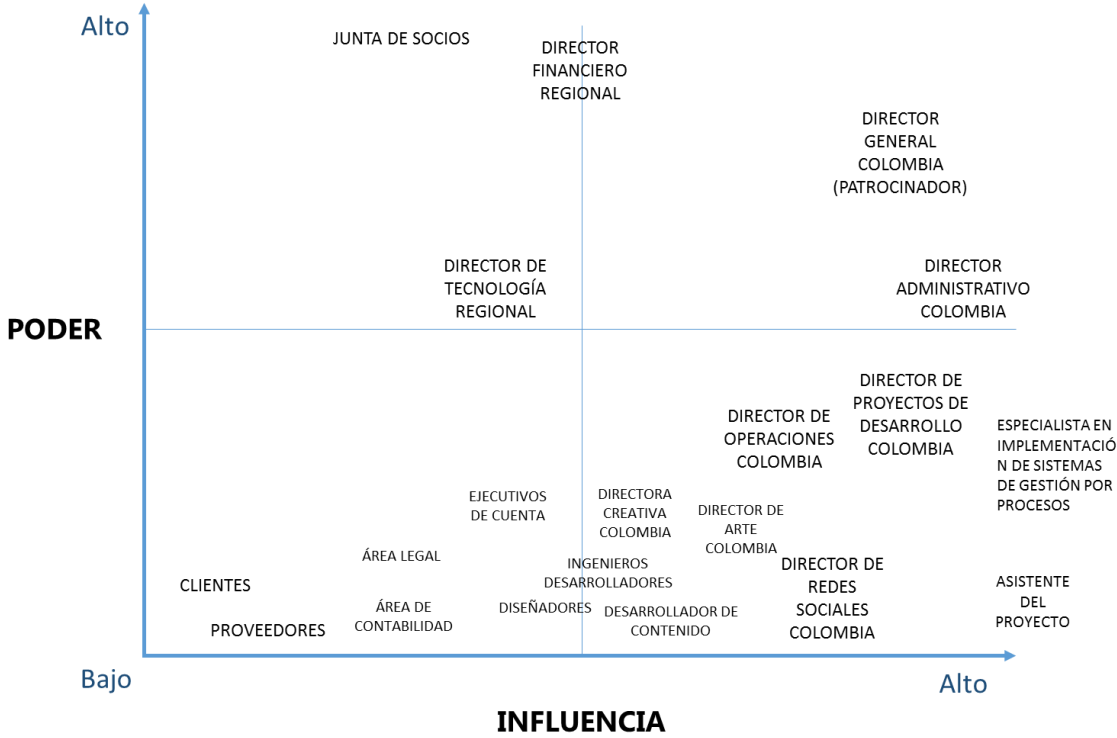 Alto
JUNTA DE SOCIOS
DIRECTOR
FINANCIERO
REGIONAL
DIRECTOR
GENERAL
COLOMBIA
(PATROCINADOR)
DIRECTOR DE
TECNOLOGÍA
REGIONAL
DIRECTOR
ADMINISTRATIVO
COLOMBIA
PODER
DIRECTOR DE
PROYECTOS DE
DESARROLLO
COLOMBIA
DIRECTOR DE
OPERACIONES
COLOMBIA
ESPECIALISTA EN
IMPLEMENTACIÓ
N DE SISTEMAS
DE GESTIÓN POR
PROCESOS
EJECUTIVOS
DE CUENTA
DIRECTORA
CREATIVA
COLOMBIA
DIRECTOR DE
ARTE
COLOMBIA
ÁREA LEGAL
INGENIEROS
DESARROLLADORES
DIRECTOR DE
REDES
SOCIALES
COLOMBIA
CLIENTES
ASISTENTE
DEL
PROYECTO
PROVEEDORES
ÁREA DE
CONTABILIDAD
DISEÑADORES
DESARROLLADOR DE
CONTENIDO
Bajo
Alto
INFLUENCIA